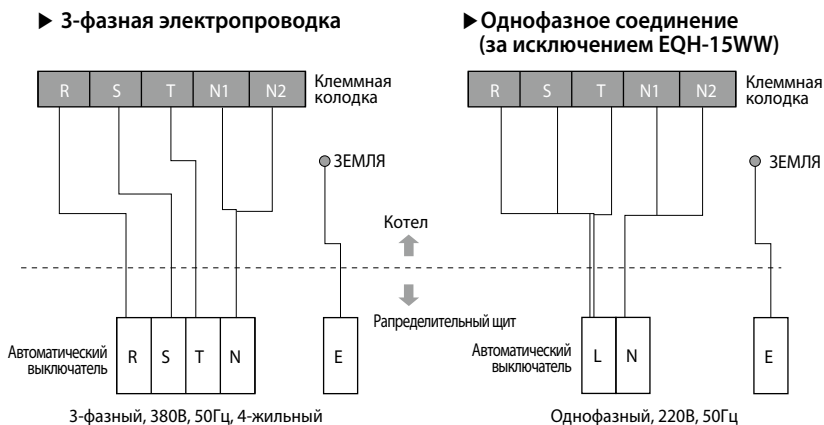 ▶ 3-фазная электропроводка
R S T N1 N2
Клеммная
колодка
ЗЕМЛЯ
Котел
Рапределительный щит
Автоматический
выключатель
R S T N
E
3-фазный, 380В, 50Гц, 4-жильный
▶ Однофазное соединение
(за исключением EQH-15WW)
R S T N1 N2
Клеммная
колодка
ЗЕМЛЯ
Автоматический
выключатель
L N
E
Однофазный, 220В, 50Гц